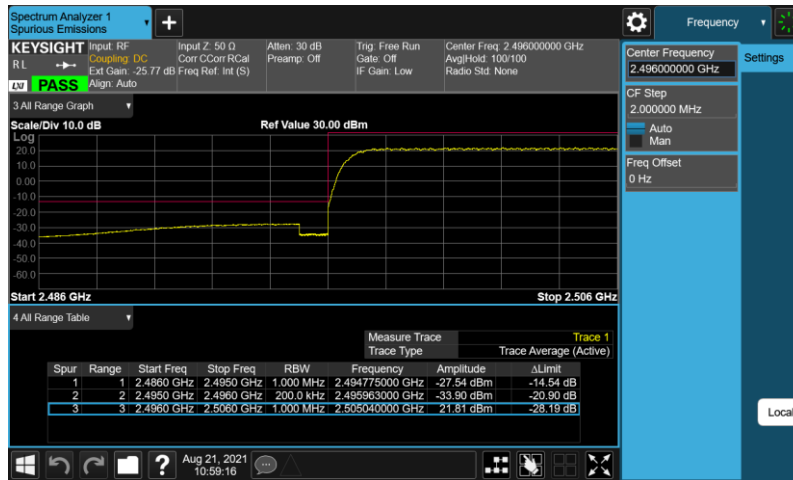 Spectrum Analyzer 1
Spurious Emissions
Frequency
KEYSIGHT
RL
LXI PASS
Input: RF
Coupling: DC
Ext Gain: -25.77 dB
Align: Auto
Input Z: 50 Ω
Corr CCorr RCal
Freq Ref: Int (S)
Atten: 30 dB
Preamp: Off
Trig: Free Run
Gate: Off
IF Gain: Low
Center Freq: 2.496000000 GHz
Avg|Hold: 100/100
Radio Std: None
Center Frequency
2.496000000 GHz
Settings
CF Step
2.000000 MHz
Auto
Man
Freq Offset
0 Hz
3 All Range Graph
Scale/Div 10.0 dB Ref Value 30.00 dBm
Log
20.0
10.0
0.00
-10.0
-20.0
-30.0
-40.0
-50.0
-60.0
Start 2.486 GHz Stop 2.506 GHz
4 All Range Table
Measure Trace Trace 1
Trace Type Trace Average (Active)
Spur Range Start Freq Stop Freq RBW Frequency Amplitude ΔLimit
1 1 2.4860 GHz 2.4950 GHz 1.000 MHz 2.494775000 GHz -27.54 dBm -14.54 dB
2 2 2.4950 GHz 2.4960 GHz 200.0 kHz 2.495963000 GHz -33.90 dBm -20.90 dB
3 3 2.4960 GHz 2.5060 GHz 1.000 MHz 2.505040000 GHz 21.81 dBm -28.19 dB
Local
Aug 21, 2021
10:59:16